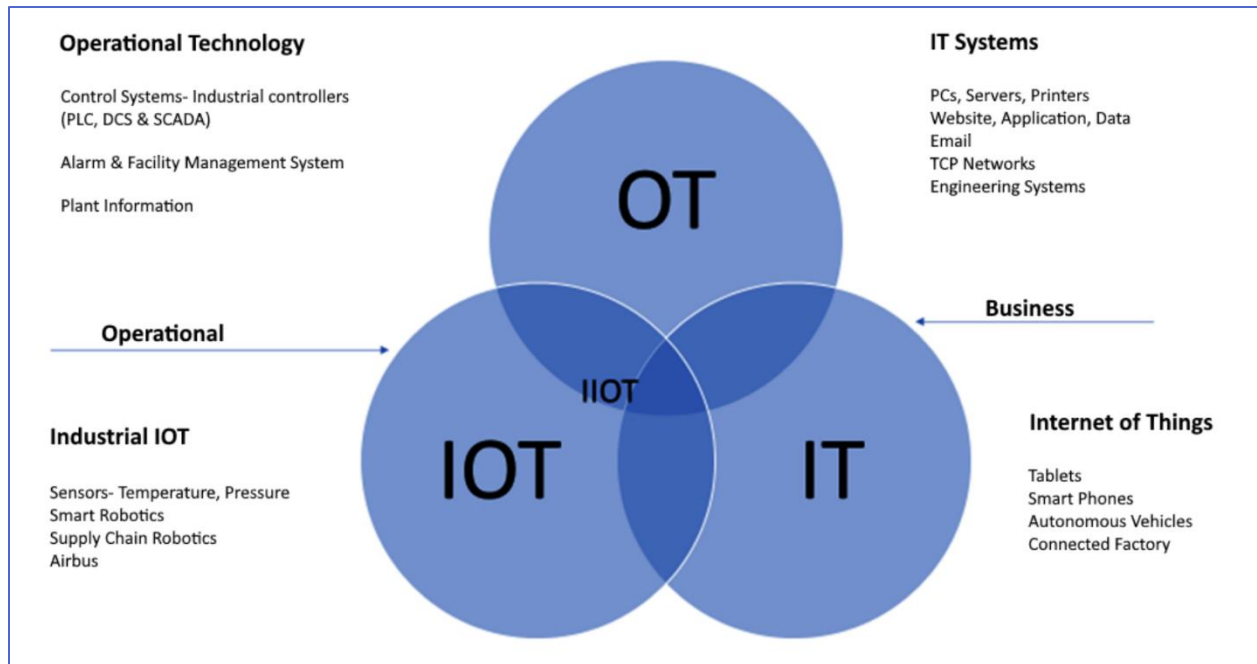 Operational Technology
Control Systems- Industrial controllers
(PLC, DCS & SCADA)
Alarm & Facility Management System
Plant Information
IT Systems
PCs, Servers, Printers
Website, Application, Data
Email
TCP Networks
Engineering Systems
OT
Operational
Business
IIOT
IOT
IT
Industrial IOT
Sensors- Temperature, Pressure
Smart Robotics
Supply Chain Robotics
Airbus
Internet of Things
Tablets
Smart Phones
Autonomous Vehicles
Connected Factory